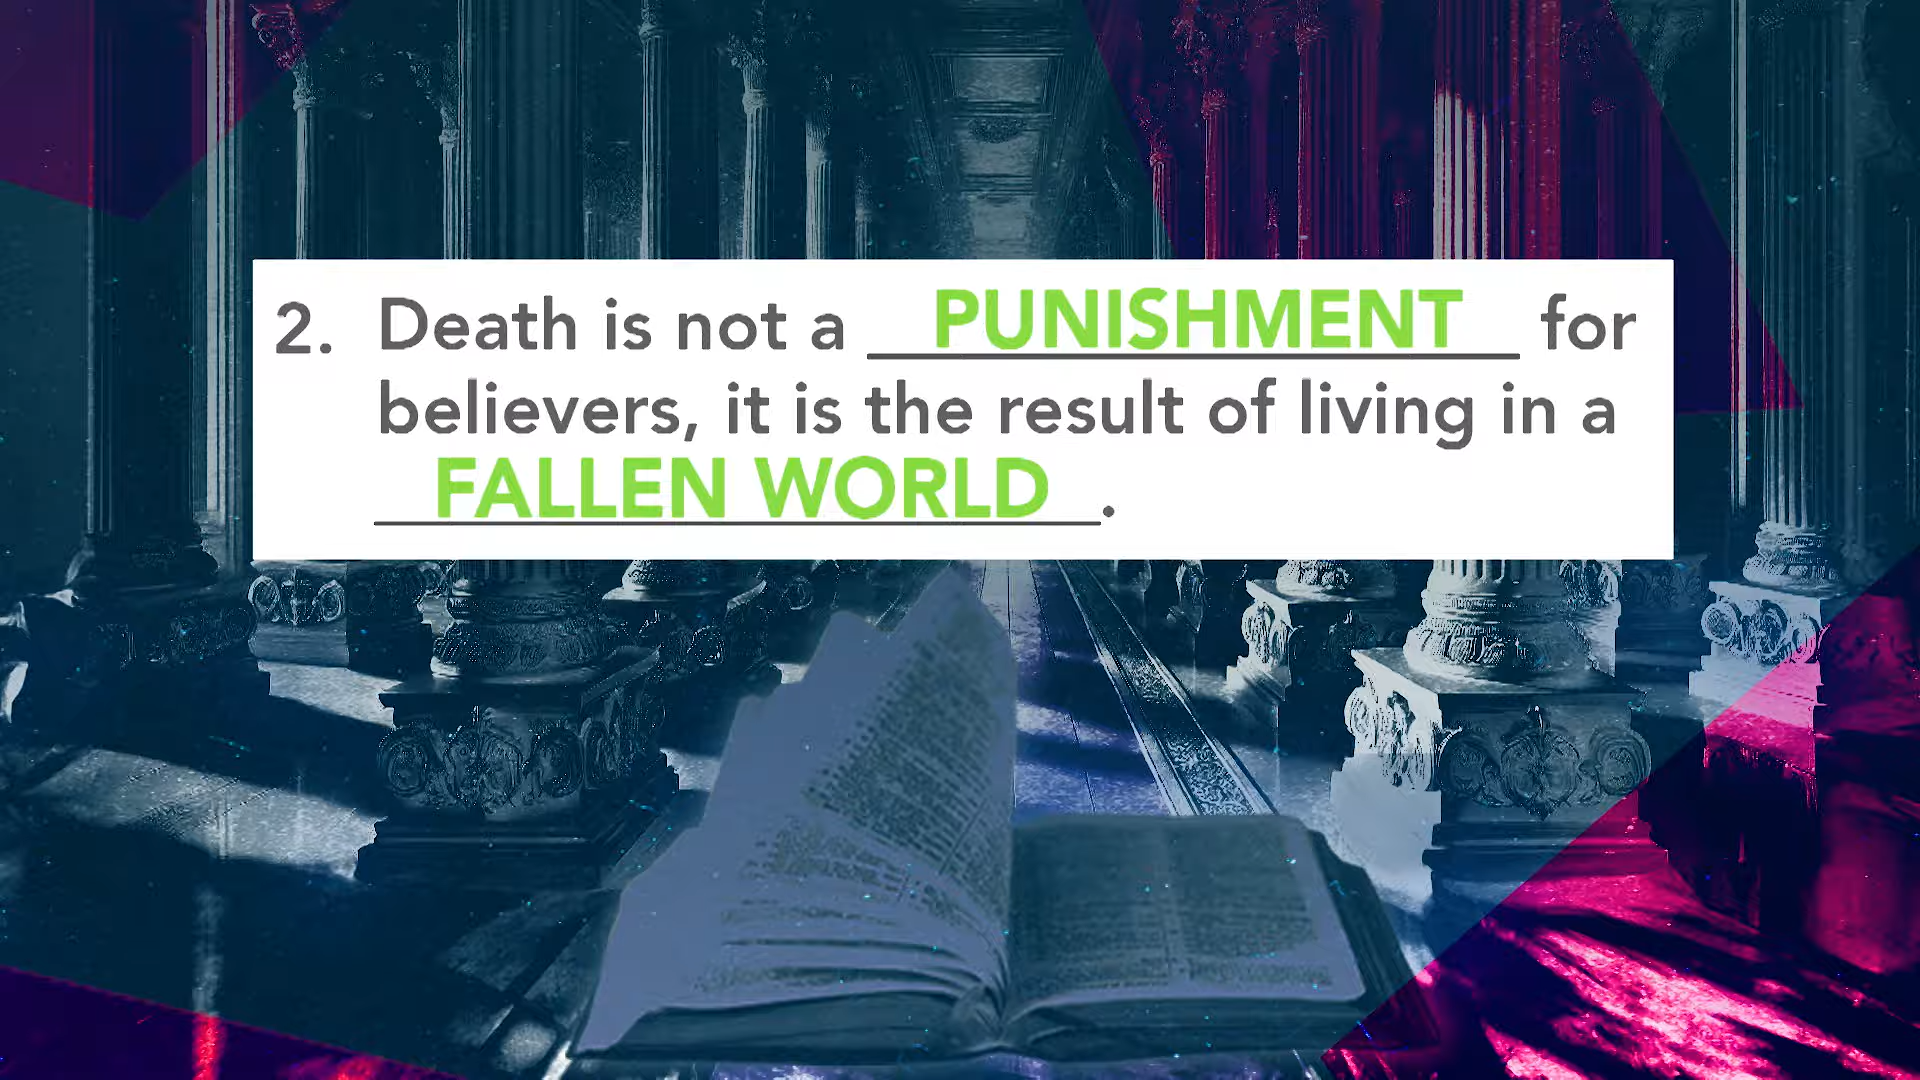 2. Death is not a PUNISHMENT for
believers, it is the result of living in a
FALLEN WORLD.